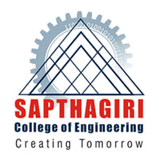 SAPTHAGIRI
College of Engineering
Creating Tomorrow